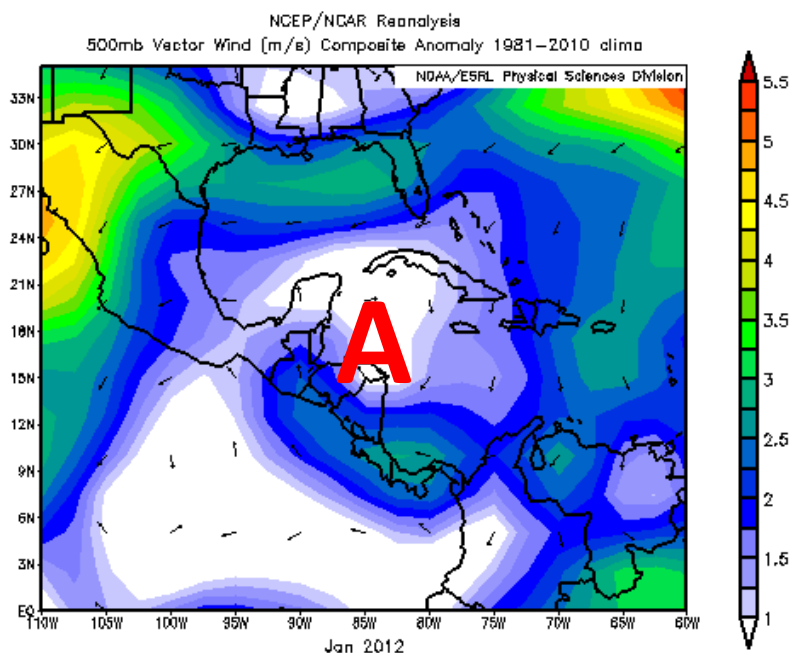 NCEP/NCAR Reanalysis
500mb Vector Wind (m/s) Composite Anomaly 1981-2010 climo
NOAA/ESRL Physical Sciences Division
33N
30N
27N
24N
21N
18N
15N
12N
9N
6N
3N
EQ
110W 105W 100W 95W 90W 85W 80W 75W 70W 65W 60W
Jan 2012
A
5.5
5
4.5
4
3.5
3
2.5
2
1.5
1